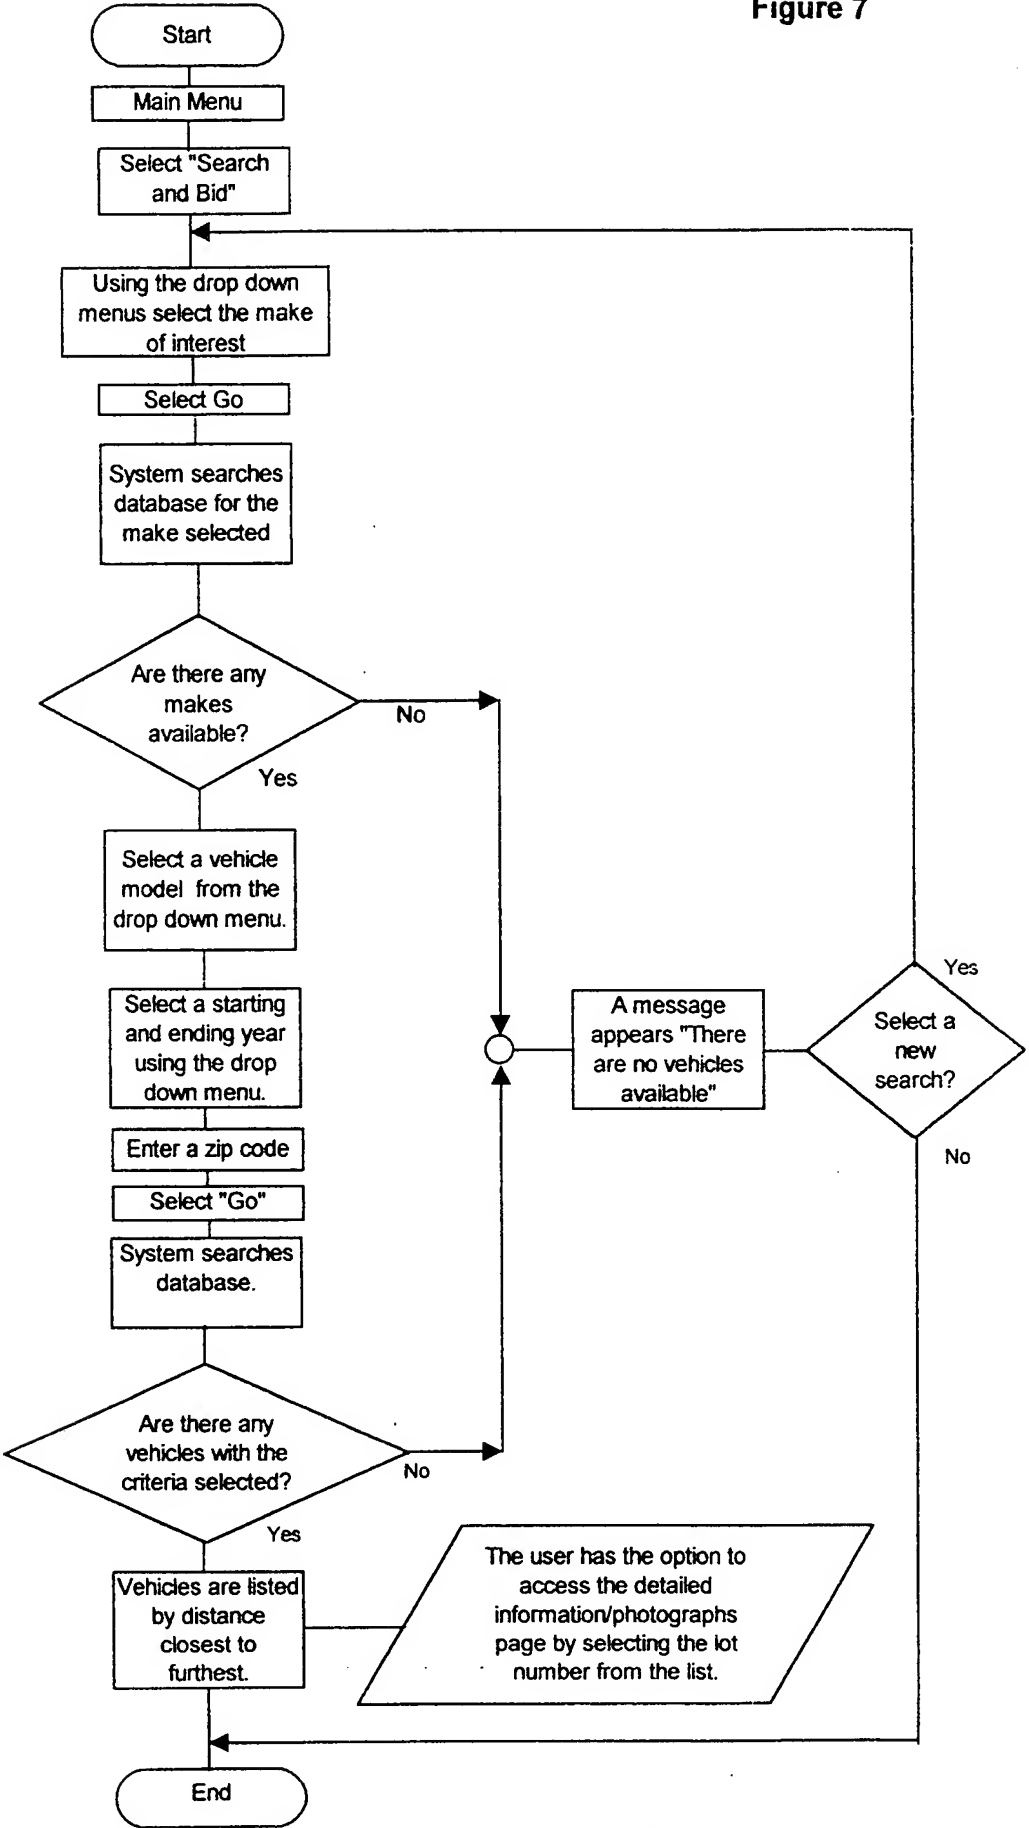 Figure 7
Start
Main Menu
Select "Search
and Bid"
Using the drop down
menus select the make
of interest
Select Go
System searches
database for the
make selected
Are there any
makes
available?
No
Yes
Select a vehicle
model from the
drop down menu.
Select a starting
and ending year
using the drop
down menu.
Enter a zip code
Select "Go"
System searches
database.
A message
appears "There
are no vehicles
available"
Select a
new
search?
Yes
No
Are there any
vehicles with the
criteria selected?
No
Yes
Vehicles are listed
by distance
closest to
furthest.
The user has the option to
access the detailed
information/photographs
page by selecting the lot
number from the list.
End